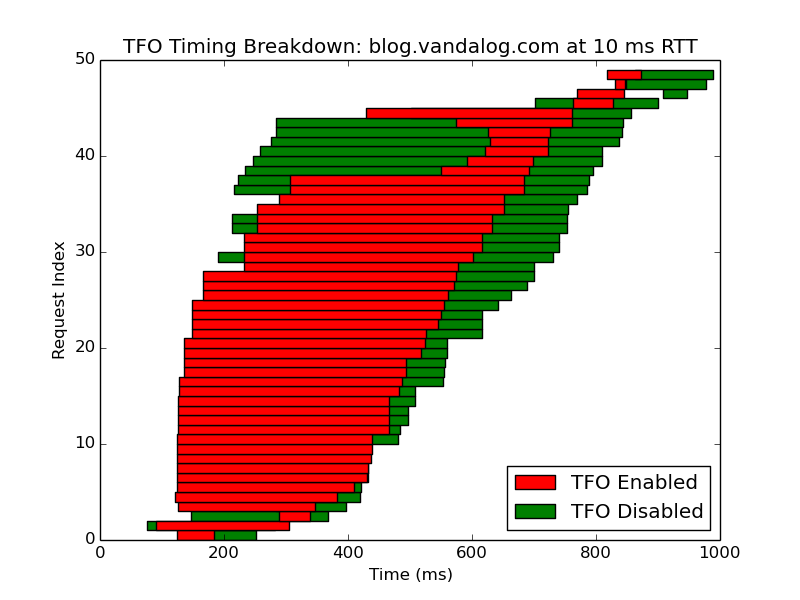 TFO Timing Breakdown: blog.vandalog.com at 10 ms RTT
50
40
30
20
10
0
Request Index
0 200 400 600 800 1000
Time (ms)
TFO Enabled
TFO Disabled